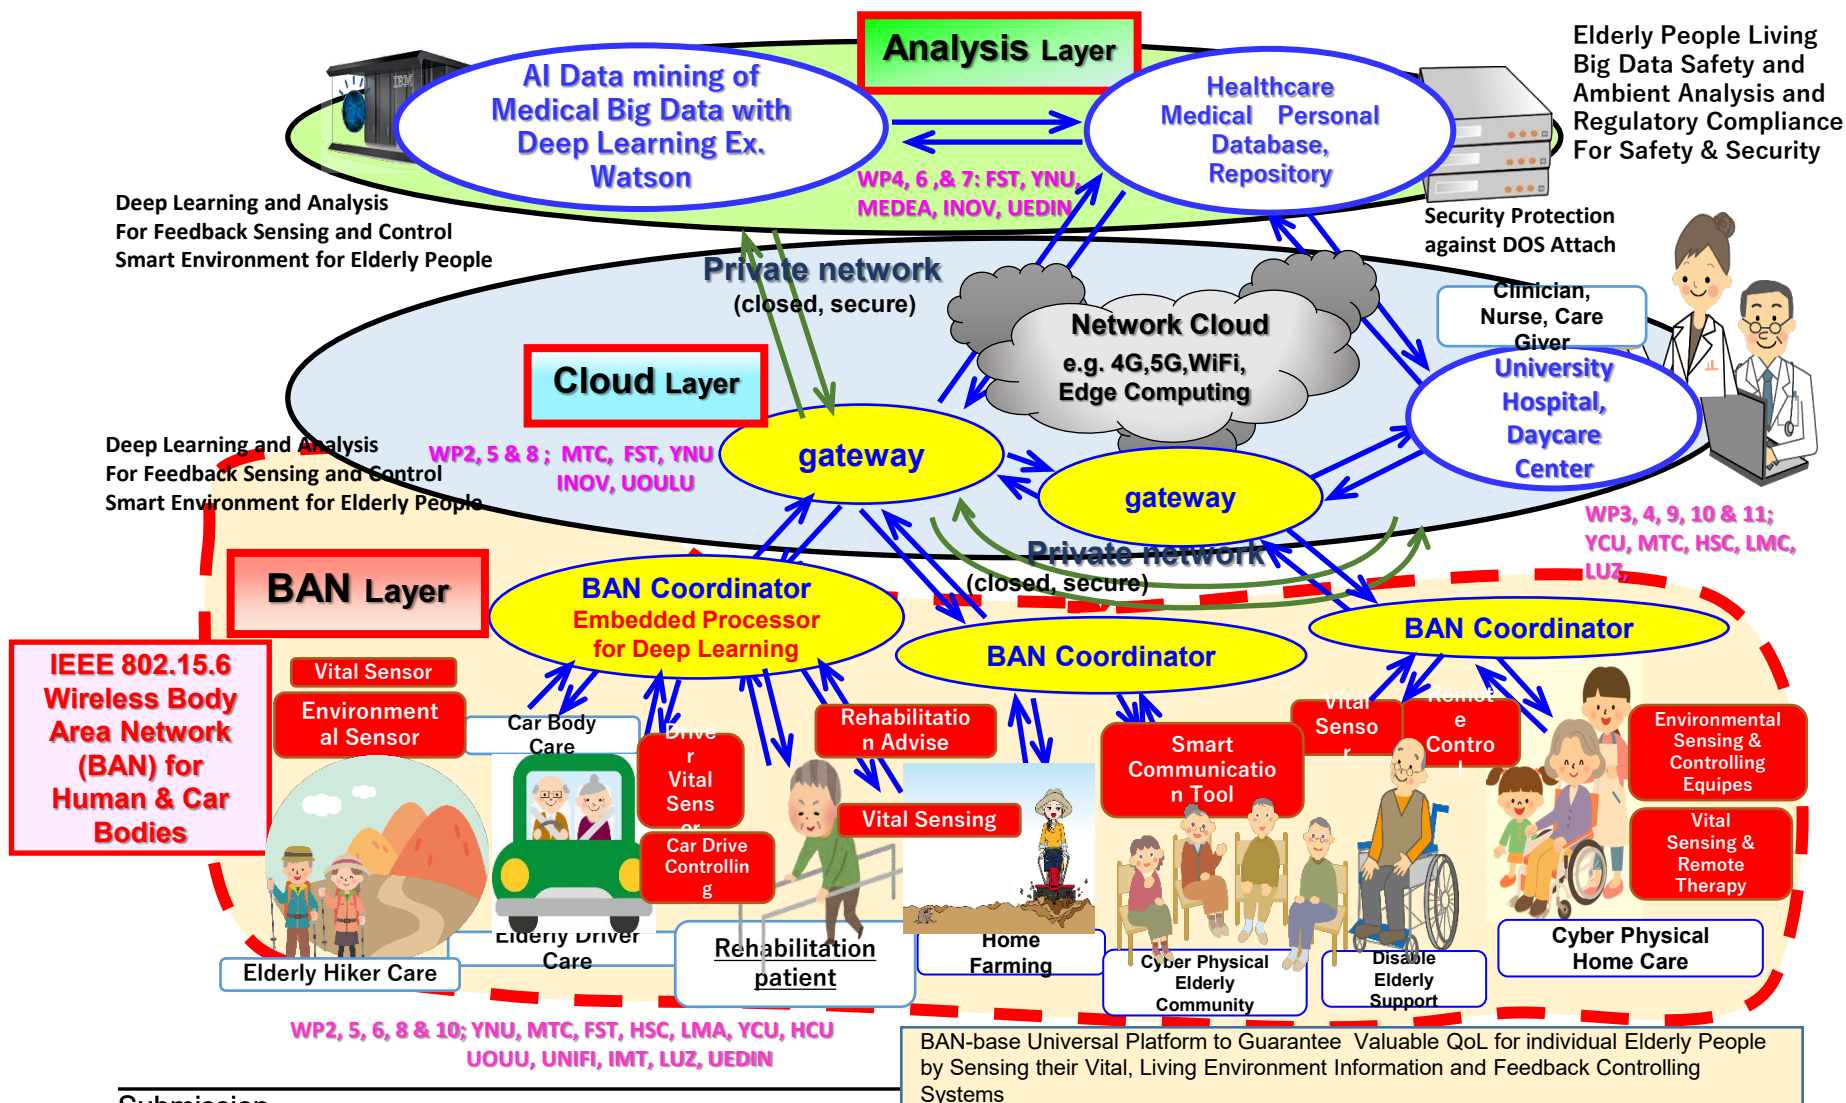 Analysis Layer
AI Data mining of
Medical Big Data with
Deep Learning Ex.
Watson
IBM
Healthcare
Medical Personal
Database,
Repository
Elderly People Living
Big Data Safety and
Ambient Analysis and
Regulatory Compliance
For Safety & Security
WP4, 6 ,& 7: FST, YNU,
MEDEA, INOV, UEDIN
Deep Learning and Analysis
For Feedback Sensing and Control
Smart Environment for Elderly People
Security Protection
against DOS Attach
Private network
(closed, secure)
Network Cloud
e.g. 4G,5G,WiFi,
Edge Computing
Clinician,
Nurse, Care
Giver
University
Hospital,
Daycare
Center
Cloud Layer
gateway
gateway
Deep Learning and Analysis
For Feedback Sensing and Control
Smart Environment for Elderly People
WP2, 5 & 8 ; MTC, FST, YNU
INOV, UOULU
WP3, 4, 9, 10 & 11;
YCU, MTC, HSC, LMC,
LUZ,
Private network
(closed, secure)
BAN Layer
BAN Coordinator
Embedded Processor
for Deep Learning
BAN Coordinator
BAN Coordinator
IEEE 802.15.6
Wireless Body
Area Network
(BAN) for
Human & Car
Bodies
Vital Sensor
Environment
al Sensor
Car Body
Care
Drive
r
Vital
Sens
or
Car Drive
Controllin
g
Rehabilitatio
n Advise
Vital Sensing
Smart
Communicatio
n Tool
Vital
Senso
r
Remot
e
Contro
l
Environmental
Sensing &
Controlling
Equipes
Vital
Sensing &
Remote
Therapy
Elderly Hiker Care
Elderly Driver
Care
Rehabilitation
patient
Home
Farming
Cyber Physical
Elderly
Community
Disable
Elderly
Support
Cyber Physical
Home Care
WP2, 5, 6, 8 & 10; YNU, MTC, FST, HSC, LMA, YCU, HCU
UOUU, UNIFI, IMT, LUZ, UEDIN
BAN-base Universal Platform to Guarantee Valuable QoL for individual Elderly People
by Sensing their Vital, Living Environment Information and Feedback Controlling
Systems
Submission